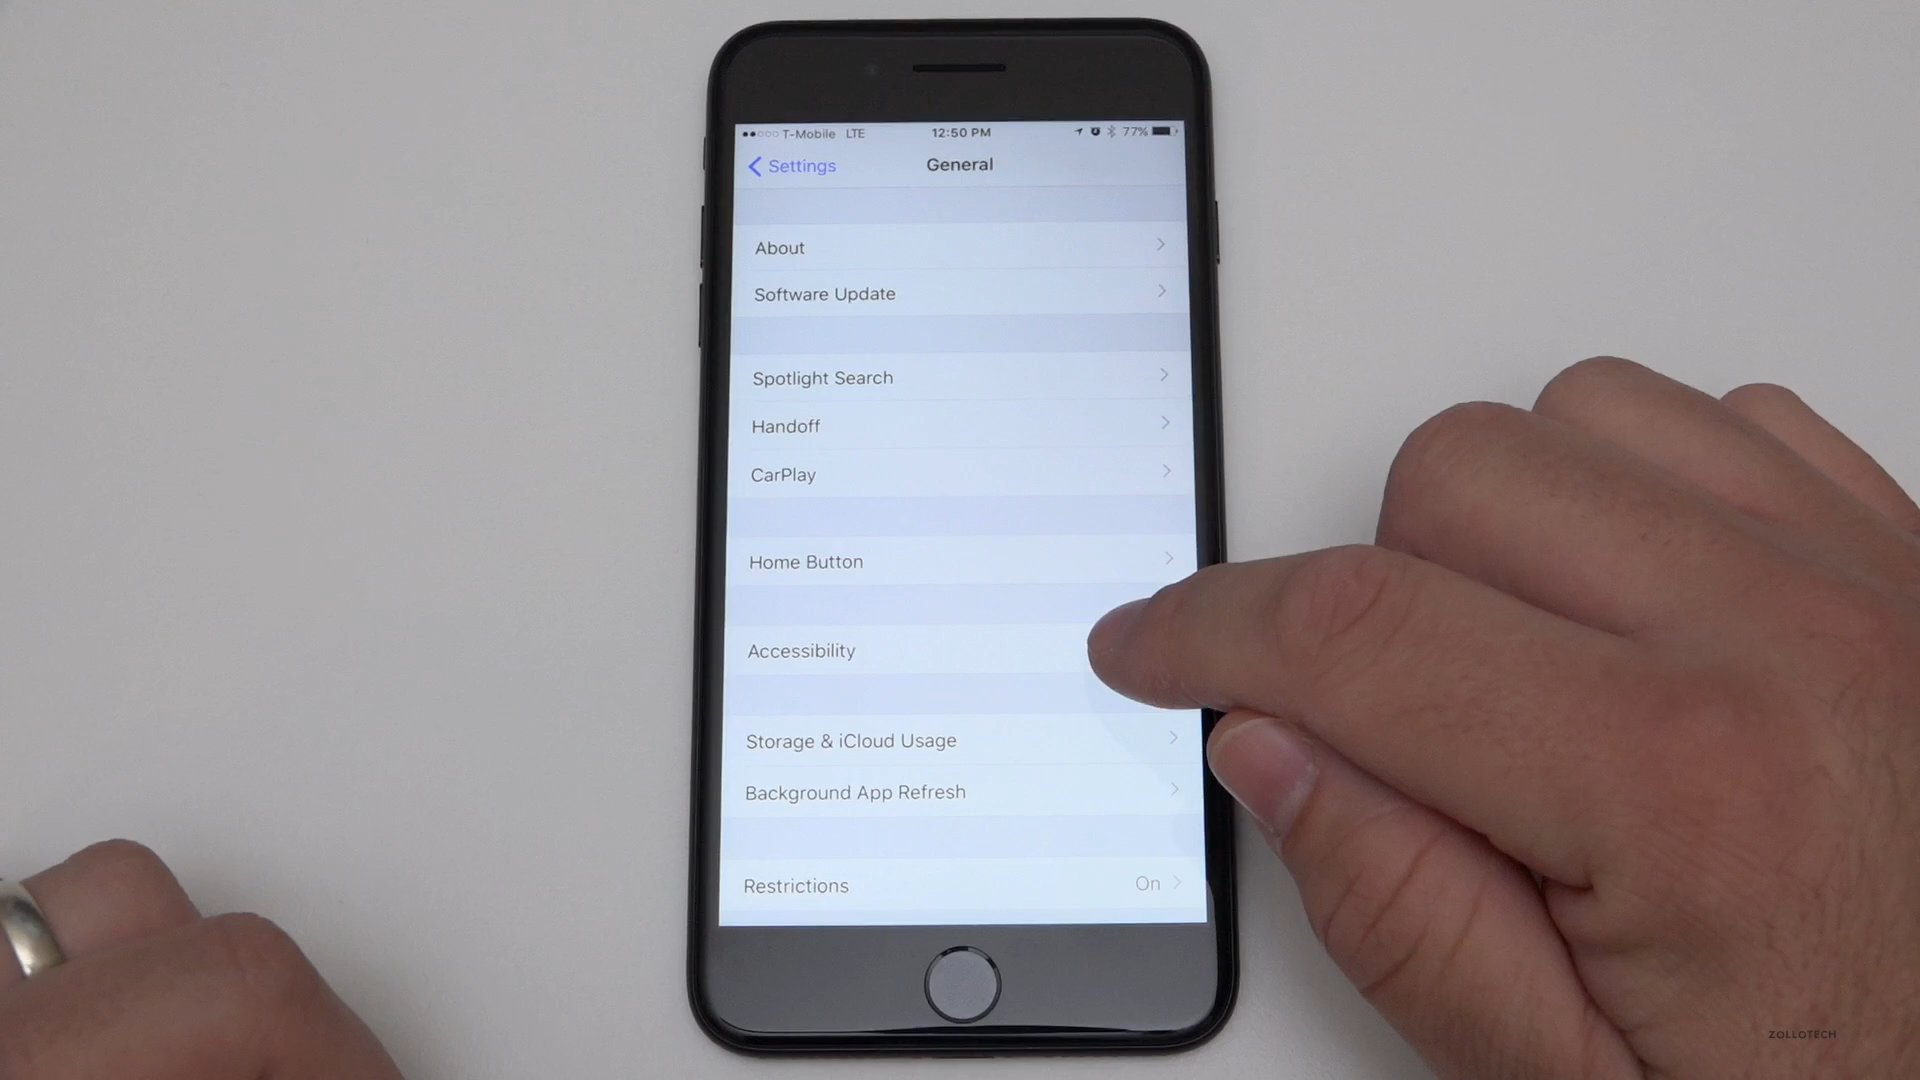 T-Mobile LTE 12:50 PM 77%
Settings General
About
Software Update
Spotlight Search
Handoff
CarPlay
Home Button
Accessibility
Storage & iCloud Usage
Background App Refresh
Restrictions On
ZOLLOTECH